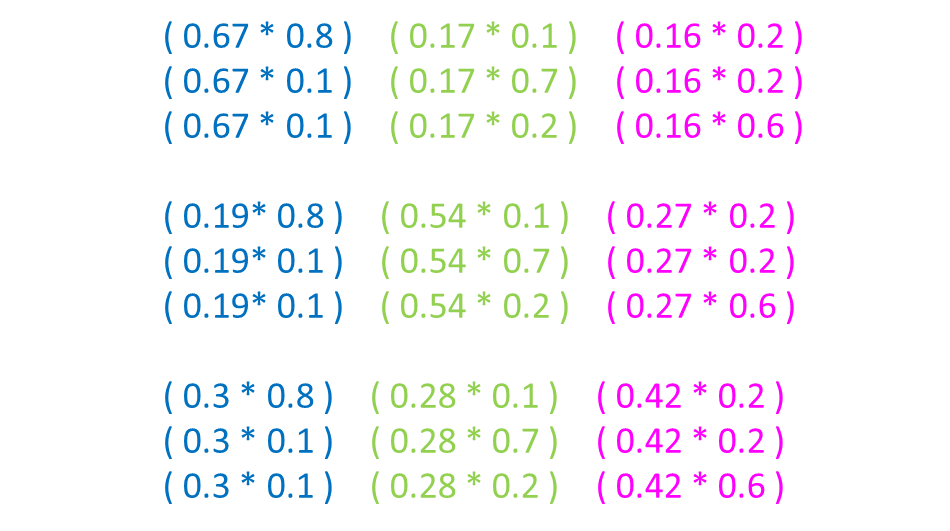 ( 0.67 * 0.8 ) ( 0.17 * 0.1 ) ( 0.16 * 0.2 )
( 0.67 * 0.1 ) ( 0.17 * 0.7 ) ( 0.16 * 0.2 )
( 0.67 * 0.1 ) ( 0.17 * 0.2 ) ( 0.16 * 0.6 )
( 0.19* 0.8 ) ( 0.54 * 0.1 ) ( 0.27 * 0.2 )
( 0.19* 0.1 ) ( 0.54 * 0.7 ) ( 0.27 * 0.2 )
( 0.19* 0.1 ) ( 0.54 * 0.2 ) ( 0.27 * 0.6 )
( 0.3 * 0.8 ) ( 0.28 * 0.1 ) ( 0.42 * 0.2 )
( 0.3 * 0.1 ) ( 0.28 * 0.7 ) ( 0.42 * 0.2 )
( 0.3 * 0.1 ) ( 0.28 * 0.2 ) ( 0.42 * 0.6 )